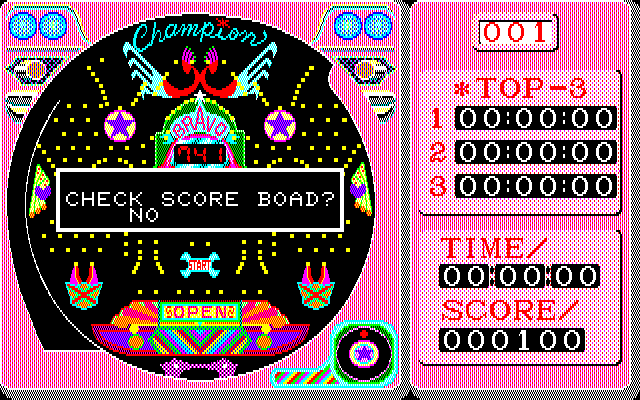 Champion
001
*TOP-3
1 00:00:00
2 00:00:00
3 00:00:00
BRAVO
741
CHECK SCORE BOAD?
NO
START
OPEN
TIME/
00:00:00
SCORE/
000100